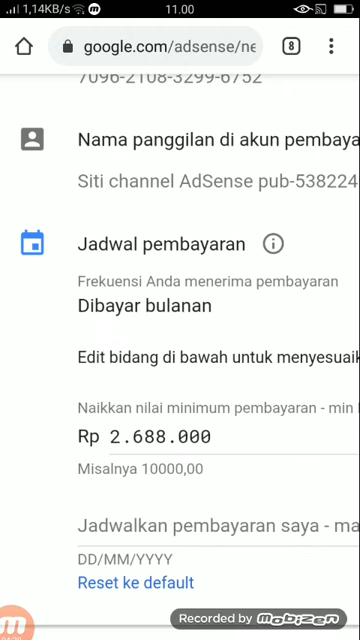 1,14KB/s
11.00
google.com/adsense/ne
8
7096-2108-3299-6752
Nama panggilan di akun pembaya
Siti channel AdSense pub-538224
Jadwal pembayaran
Frekuensi Anda menerima pembayaran
Dibayar bulanan
Edit bidang di bawah untuk menyesuaik
Naikkan nilai minimum pembayaran - min
Rp 2.688.000
Misalnya 10000,00
Jadwalkan pembayaran saya - ma
DD/MM/YYYY
Reset ke default
Recorded by Mobizen